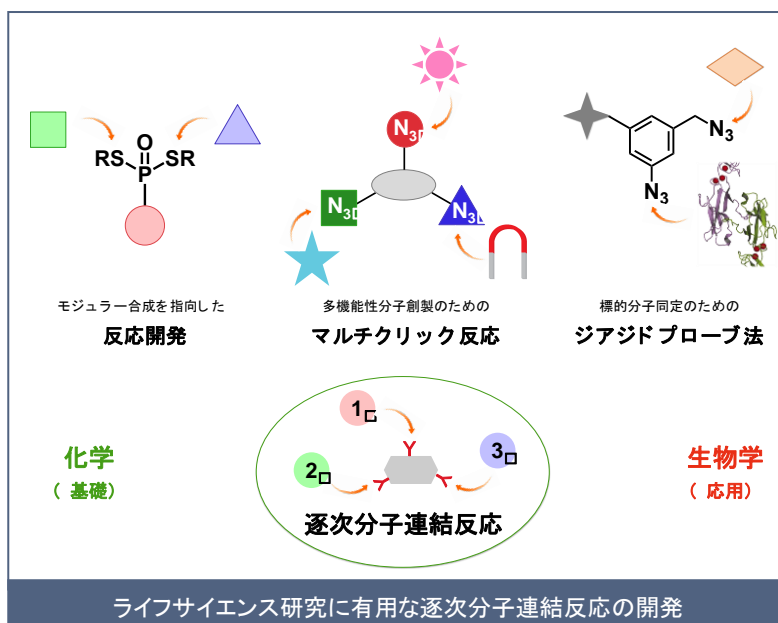 O
RS SR
P
N3
N3
N3
N3
N3
モジュラー合成を指向した
反応開発
多機能性分子創製のための
マルチクリック反応
標的分子同定のための
ジアジドプローブ法
化学
( 基礎)
1
2
3
逐次分子連結反応
生物学
( 応用)
ライフサイエンス研究に有用な逐次分子連結反応の開発